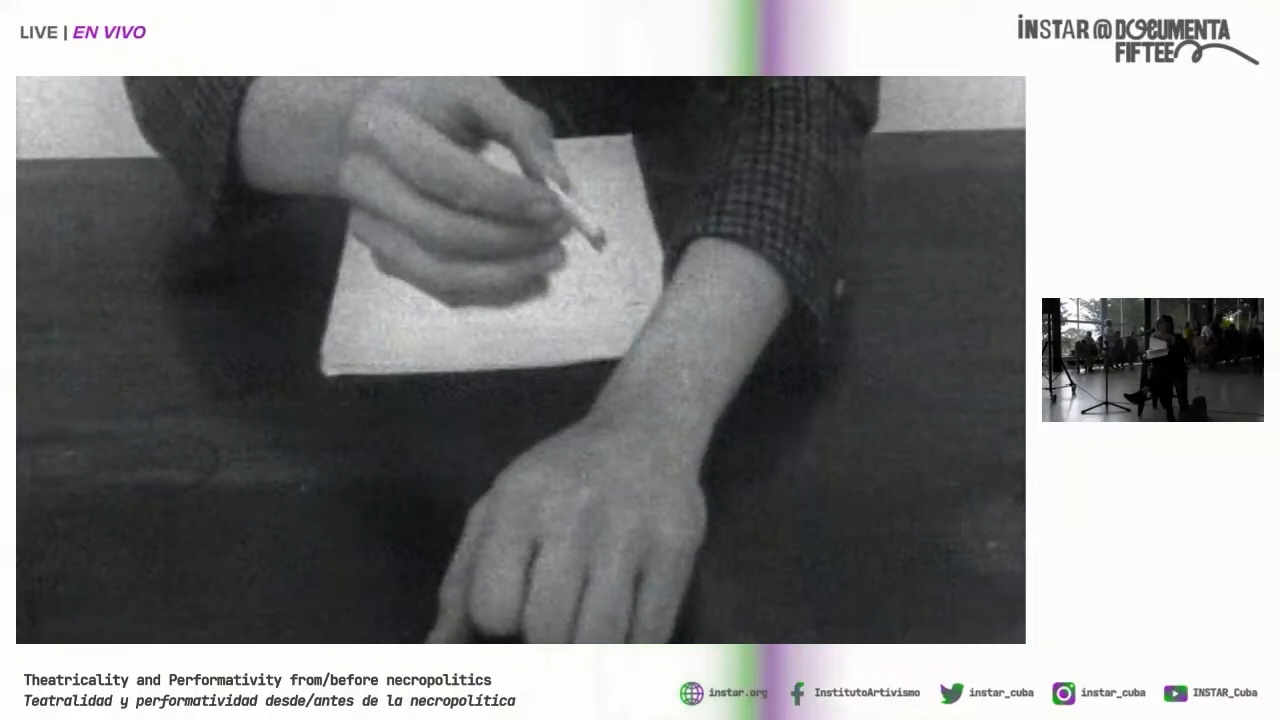 LIVE | EN VIVO
INSTAR @ DOCUMENTA
FIFTEEN
Theatricality and Performativity from/before necropolitics
Teatralidad y performatividad desde/antes de la necropolítica
instar.org
InstitutoArtivismo
instar_cuba
instar_cuba
INSTAR_Cuba